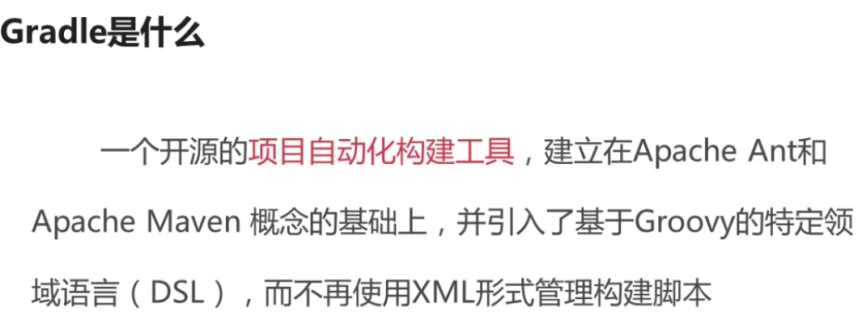 Gradle是什么
一个开源的项目自动化构建工具，建立在Apache Ant和
Apache Maven 概念的基础上，并引入了基于Groovy的特定领
域语言（DSL），而不再使用XML形式管理构建脚本